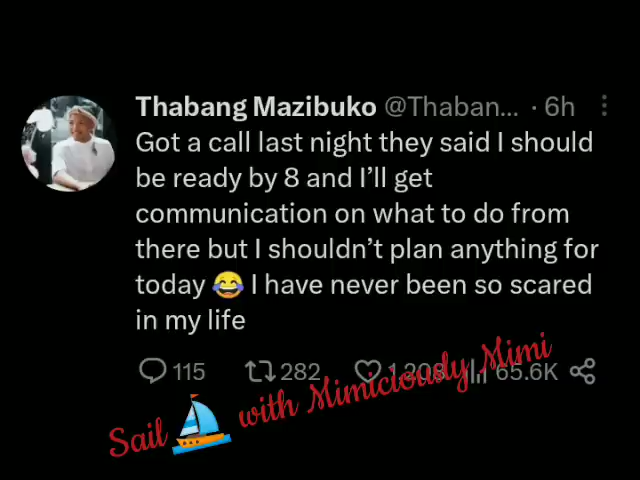 Thabang Mazibuko @Thaban... · 6h
Got a call last night they said I should
be ready by 8 and I’ll get
communication on what to do from
there but I shouldn’t plan anything for
today 😂 I have never been so scared
in my life
115 282 1,208 65.6K
Sail ⛵ with Mimiciously Mimi